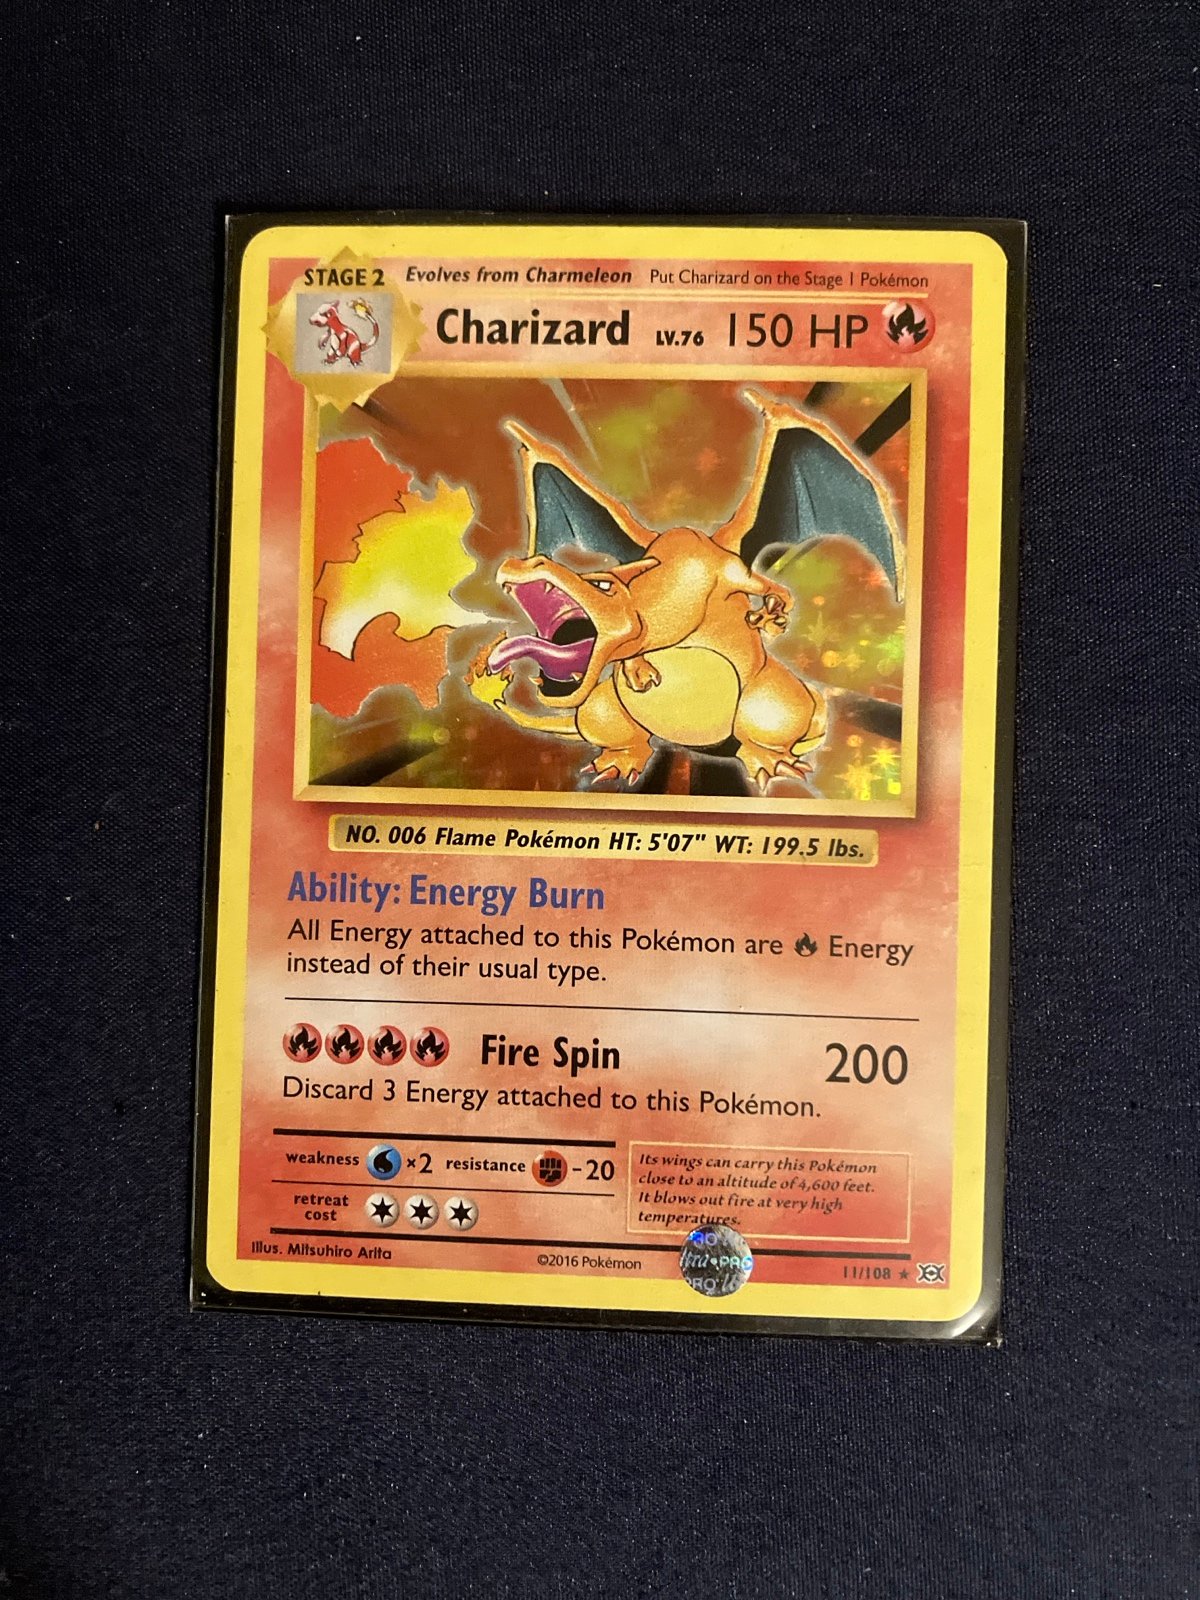 STAGE 2 Evolves from Charmeleon Put Charizard on the Stage 1 Pokémon
Charizard LV.76 150 HP
NO. 006 Flame Pokémon HT: 5'07" WT: 199.5 lbs.
Ability: Energy Burn
All Energy attached to this Pokémon are Energy
instead of their usual type.
Fire Spin 200
Discard 3 Energy attached to this Pokémon.
weakness ×2 resistance -20
retreat
cost
Its wings can carry this Pokémon
close to an altitude of 4,600 feet.
It blows out fire at very high
temperatures.
Illus. Mitsuhiro Arita
©2016 Pokémon
PRO
PRO
11/108